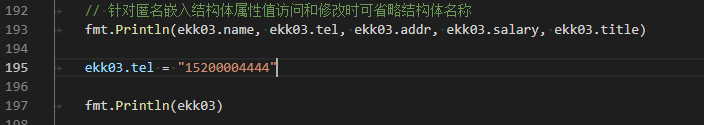 192 // 针对匿名嵌入结构体属性值访问和修改时可省略结构体名称
193 fmt.Println(ekk03.name, ekk03.tel, ekk03.addr, ekk03.salary, ekk03.title)
194
195 ekk03.tel = "15200004444"
196
197 fmt.Println(ekk03)